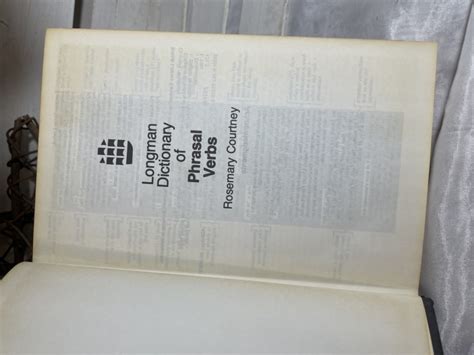 Longman
Dictionary
of
Phrasal
Verbs
Rosemary Courtney